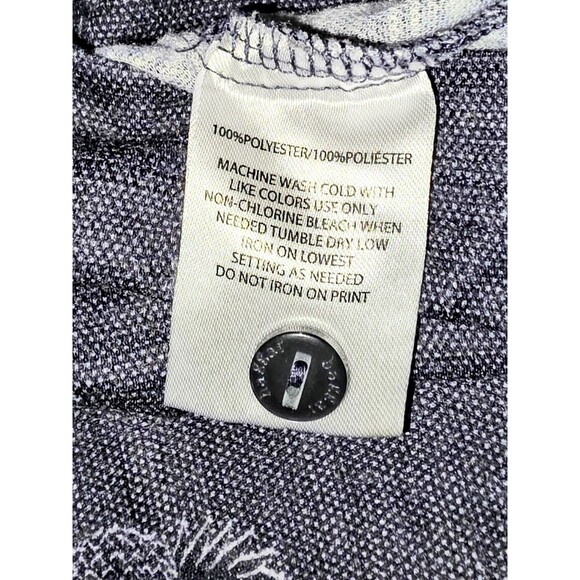 100%POLYESTER/100%POLIÉSTER
MACHINE WASH COLD WITH
LIKE COLORS USE ONLY
NON-CHLORINE BLEACH WHEN
NEEDED TUMBLE DRY LOW
IRON ON LOWEST
SETTING AS NEEDED
DO NOT IRON ON PRINT